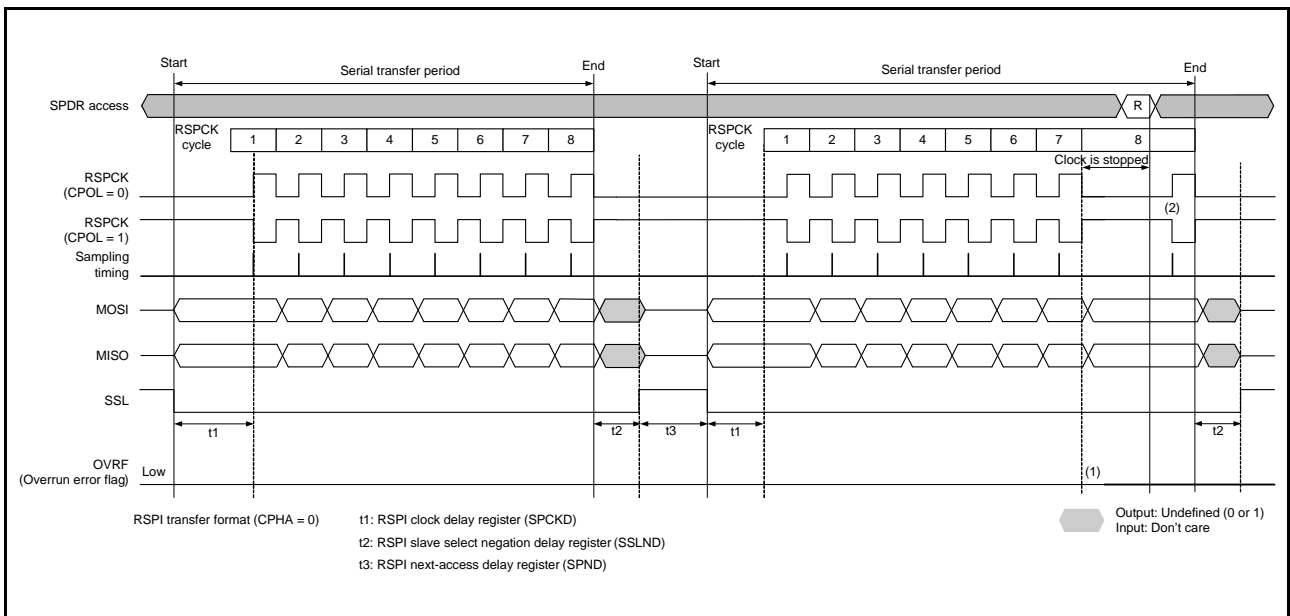 Start
Serial transfer period
End
Start
Serial transfer period
End
SPDR access
R
RSPCK
cycle
1 2 3 4 5 6 7 8
RSPCK
cycle
1 2 3 4 5 6 7 8
Clock is stopped
RSPCK
(CPOL = 0)
RSPCK
(CPOL = 1)
(2)
Sampling
timing
MOSI
MISO
SSL
t1
t2
t3
t1
t2
OVRF
(Overrun error flag)
Low
(1)
RSPI transfer format (CPHA = 0)
t1: RSPI clock delay register (SPCKD)
t2: RSPI slave select negation delay register (SSLND)
t3: RSPI next-access delay register (SPND)
Output: Undefined (0 or 1)
Input: Don't care